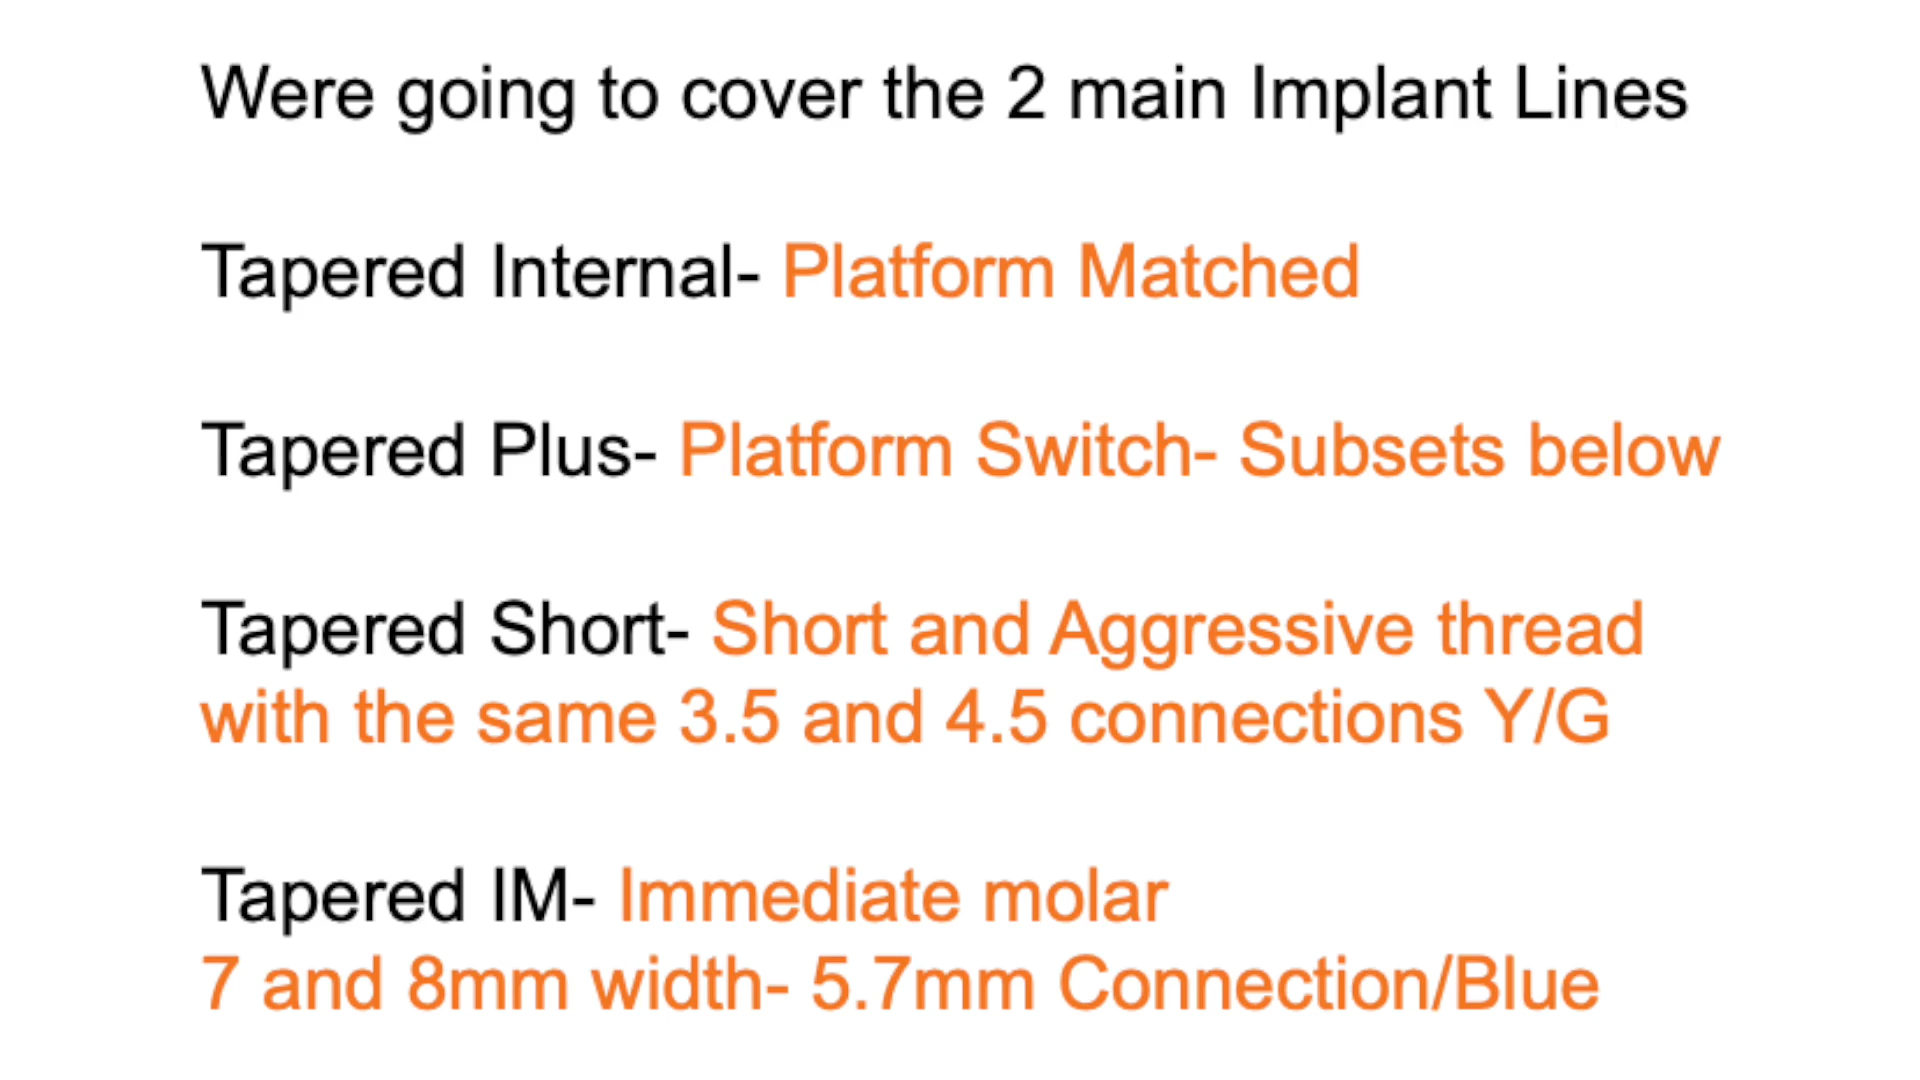 Were going to cover the 2 main Implant Lines
Tapered Internal- Platform Matched
Tapered Plus- Platform Switch- Subsets below
Tapered Short- Short and Aggressive thread
with the same 3.5 and 4.5 connections Y/G
Tapered IM- Immediate molar
7 and 8mm width- 5.7mm Connection/Blue